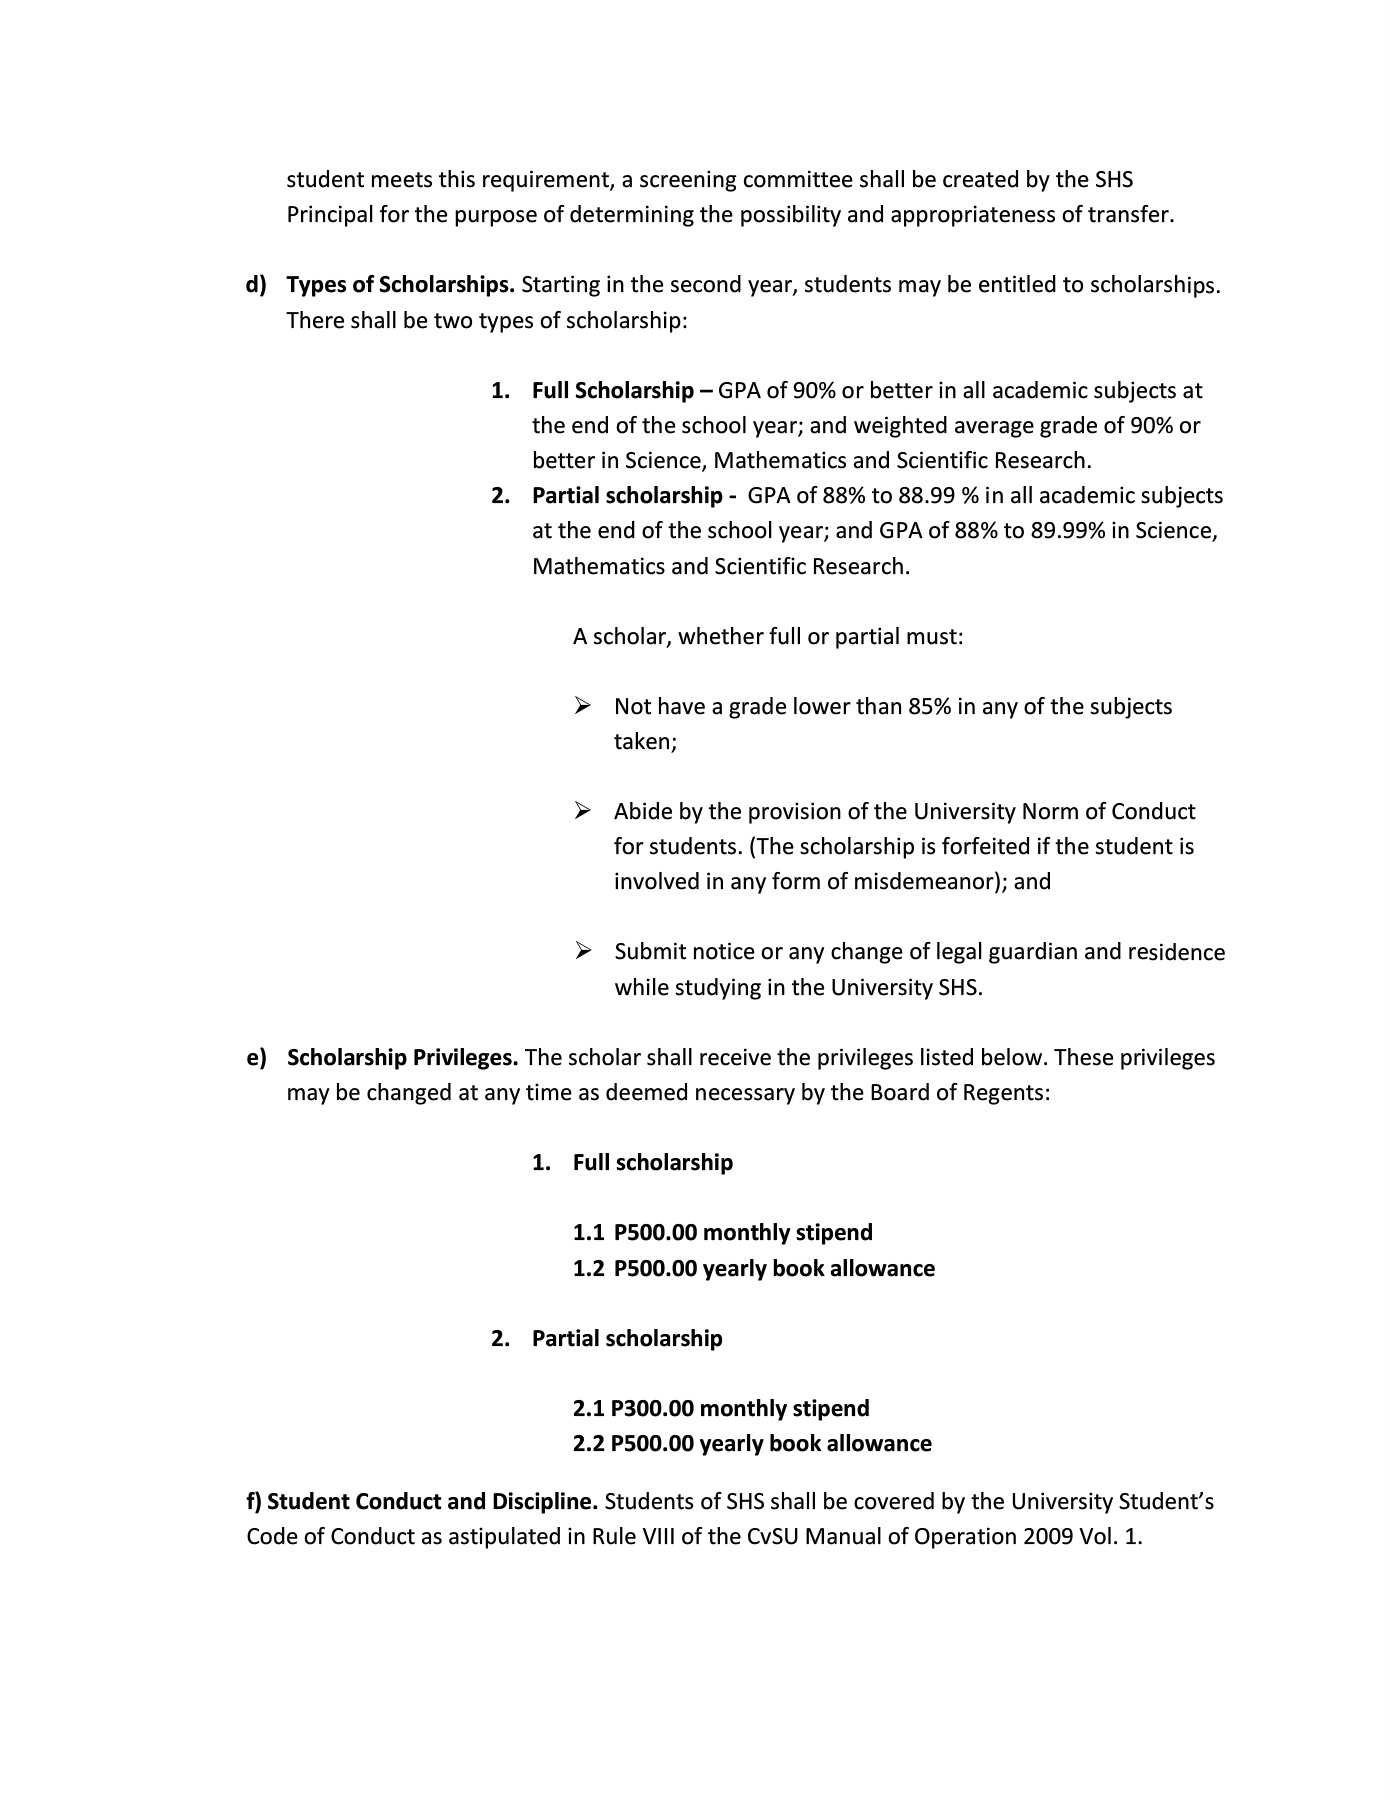 student meets this requirement, a screening committee shall be created by the SHS
Principal for the purpose of determining the possibility and appropriateness of transfer.
d) Types of Scholarships. Starting in the second year, students may be entitled to scholarships.
There shall be two types of scholarship:
1. Full Scholarship – GPA of 90% or better in all academic subjects at
the end of the school year; and weighted average grade of 90% or
better in Science, Mathematics and Scientific Research.
2. Partial scholarship - GPA of 88% to 88.99 % in all academic subjects
at the end of the school year; and GPA of 88% to 89.99% in Science,
Mathematics and Scientific Research.
A scholar, whether full or partial must:
➢ Not have a grade lower than 85% in any of the subjects
taken;
➢ Abide by the provision of the University Norm of Conduct
for students. (The scholarship is forfeited if the student is
involved in any form of misdemeanor); and
➢ Submit notice or any change of legal guardian and residence
while studying in the University SHS.
e) Scholarship Privileges. The scholar shall receive the privileges listed below. These privileges
may be changed at any time as deemed necessary by the Board of Regents:
1. Full scholarship
1.1 P500.00 monthly stipend
1.2 P500.00 yearly book allowance
2. Partial scholarship
2.1 P300.00 monthly stipend
2.2 P500.00 yearly book allowance
f) Student Conduct and Discipline. Students of SHS shall be covered by the University Student’s
Code of Conduct as astipulated in Rule VIII of the CvSU Manual of Operation 2009 Vol. 1.